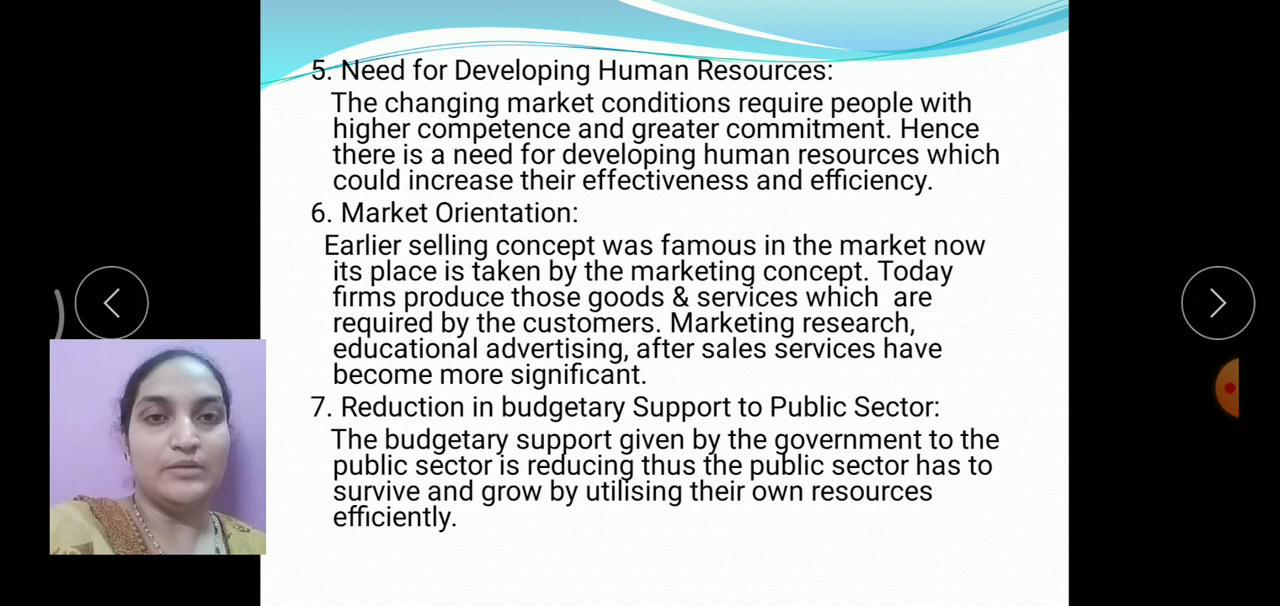 5. Need for Developing Human Resources:
The changing market conditions require people with
higher competence and greater commitment. Hence
there is a need for developing human resources which
could increase their effectiveness and efficiency.
6. Market Orientation:
Earlier selling concept was famous in the market now
its place is taken by the marketing concept. Today
firms produce those goods & services which are
required by the customers. Marketing research,
educational advertising, after sales services have
become more significant.
7. Reduction in budgetary Support to Public Sector:
The budgetary support given by the government to the
public sector is reducing thus the public sector has to
survive and grow by utilising their own resources
efficiently.